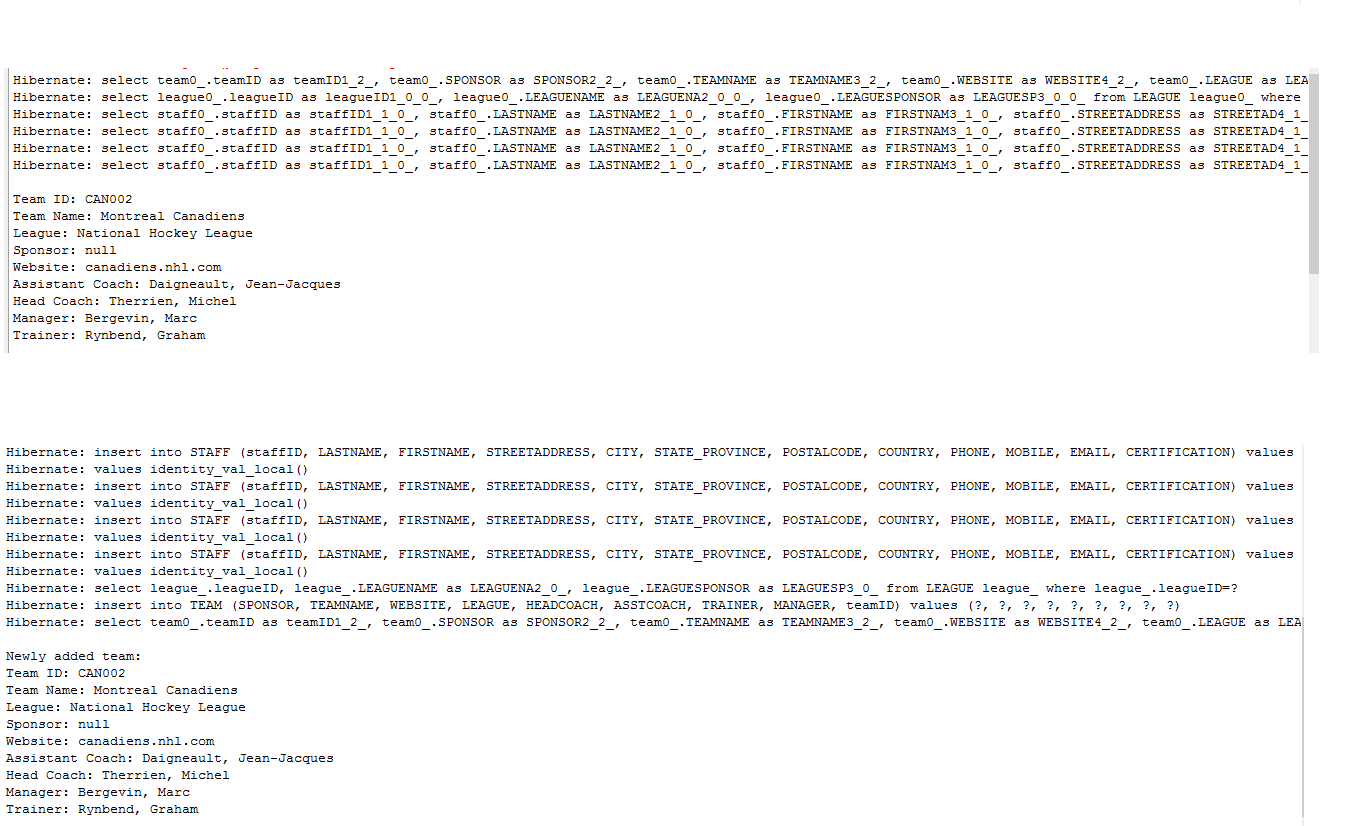 Hibernate: select team0_.teamID as teamID1_2_, team0_.SPONSOR as SPONSOR2_2_, team0_.TEAMNAME as TEAMNAME3_2_, team0_.WEBSITE as WEBSITE4_2_, team0_.LEAGUE as LEA
Hibernate: select league0_.leagueID as leagueID1_0_0_, league0_.LEAGUENAME as LEAGUENA2_0_0_, league0_.LEAGUESPONSOR as LEAGUESP3_0_0_ from LEAGUE league0_ where
Hibernate: select staff0_.staffID as staffID1_1_0_, staff0_.LASTNAME as LASTNAME2_1_0_, staff0_.FIRSTNAME as FIRSTNAM3_1_0_, staff0_.STREETADDRESS as STREETAD4_1_
Hibernate: select staff0_.staffID as staffID1_1_0_, staff0_.LASTNAME as LASTNAME2_1_0_, staff0_.FIRSTNAME as FIRSTNAM3_1_0_, staff0_.STREETADDRESS as STREETAD4_1_
Hibernate: select staff0_.staffID as staffID1_1_0_, staff0_.LASTNAME as LASTNAME2_1_0_, staff0_.FIRSTNAME as FIRSTNAM3_1_0_, staff0_.STREETADDRESS as STREETAD4_1_
Hibernate: select staff0_.staffID as staffID1_1_0_, staff0_.LASTNAME as LASTNAME2_1_0_, staff0_.FIRSTNAME as FIRSTNAM3_1_0_, staff0_.STREETADDRESS as STREETAD4_1_
Team ID: CAN002
Team Name: Montreal Canadiens
League: National Hockey League
Sponsor: null
Website: canadiens.nhl.com
Assistant Coach: Daigneault, Jean-Jacques
Head Coach: Therrien, Michel
Manager: Bergevin, Marc
Trainer: Rynbend, Graham
Hibernate: insert into STAFF (staffID, LASTNAME, FIRSTNAME, STREETADDRESS, CITY, STATE_PROVINCE, POSTALCODE, COUNTRY, PHONE, MOBILE, EMAIL, CERTIFICATION) values
Hibernate: values identity_val_local()
Hibernate: insert into STAFF (staffID, LASTNAME, FIRSTNAME, STREETADDRESS, CITY, STATE_PROVINCE, POSTALCODE, COUNTRY, PHONE, MOBILE, EMAIL, CERTIFICATION) values
Hibernate: values identity_val_local()
Hibernate: insert into STAFF (staffID, LASTNAME, FIRSTNAME, STREETADDRESS, CITY, STATE_PROVINCE, POSTALCODE, COUNTRY, PHONE, MOBILE, EMAIL, CERTIFICATION) values
Hibernate: values identity_val_local()
Hibernate: insert into STAFF (staffID, LASTNAME, FIRSTNAME, STREETADDRESS, CITY, STATE_PROVINCE, POSTALCODE, COUNTRY, PHONE, MOBILE, EMAIL, CERTIFICATION) values
Hibernate: values identity_val_local()
Hibernate: select league_.leagueID, league_.LEAGUENAME as LEAGUENA2_0_, league_.LEAGUESPONSOR as LEAGUESP3_0_ from LEAGUE league_ where league_.leagueID=?
Hibernate: insert into TEAM (SPONSOR, TEAMNAME, WEBSITE, LEAGUE, HEADCOACH, ASSTCOACH, TRAINER, MANAGER, teamID) values (?, ?, ?, ?, ?, ?, ?, ?, ?)
Hibernate: select team0_.teamID as teamID1_2_, team0_.SPONSOR as SPONSOR2_2_, team0_.TEAMNAME as TEAMNAME3_2_, team0_.WEBSITE as WEBSITE4_2_, team0_.LEAGUE as LEA
Newly added team:
Team ID: CAN002
Team Name: Montreal Canadiens
League: National Hockey League
Sponsor: null
Website: canadiens.nhl.com
Assistant Coach: Daigneault, Jean-Jacques
Head Coach: Therrien, Michel
Manager: Bergevin, Marc
Trainer: Rynbend, Graham